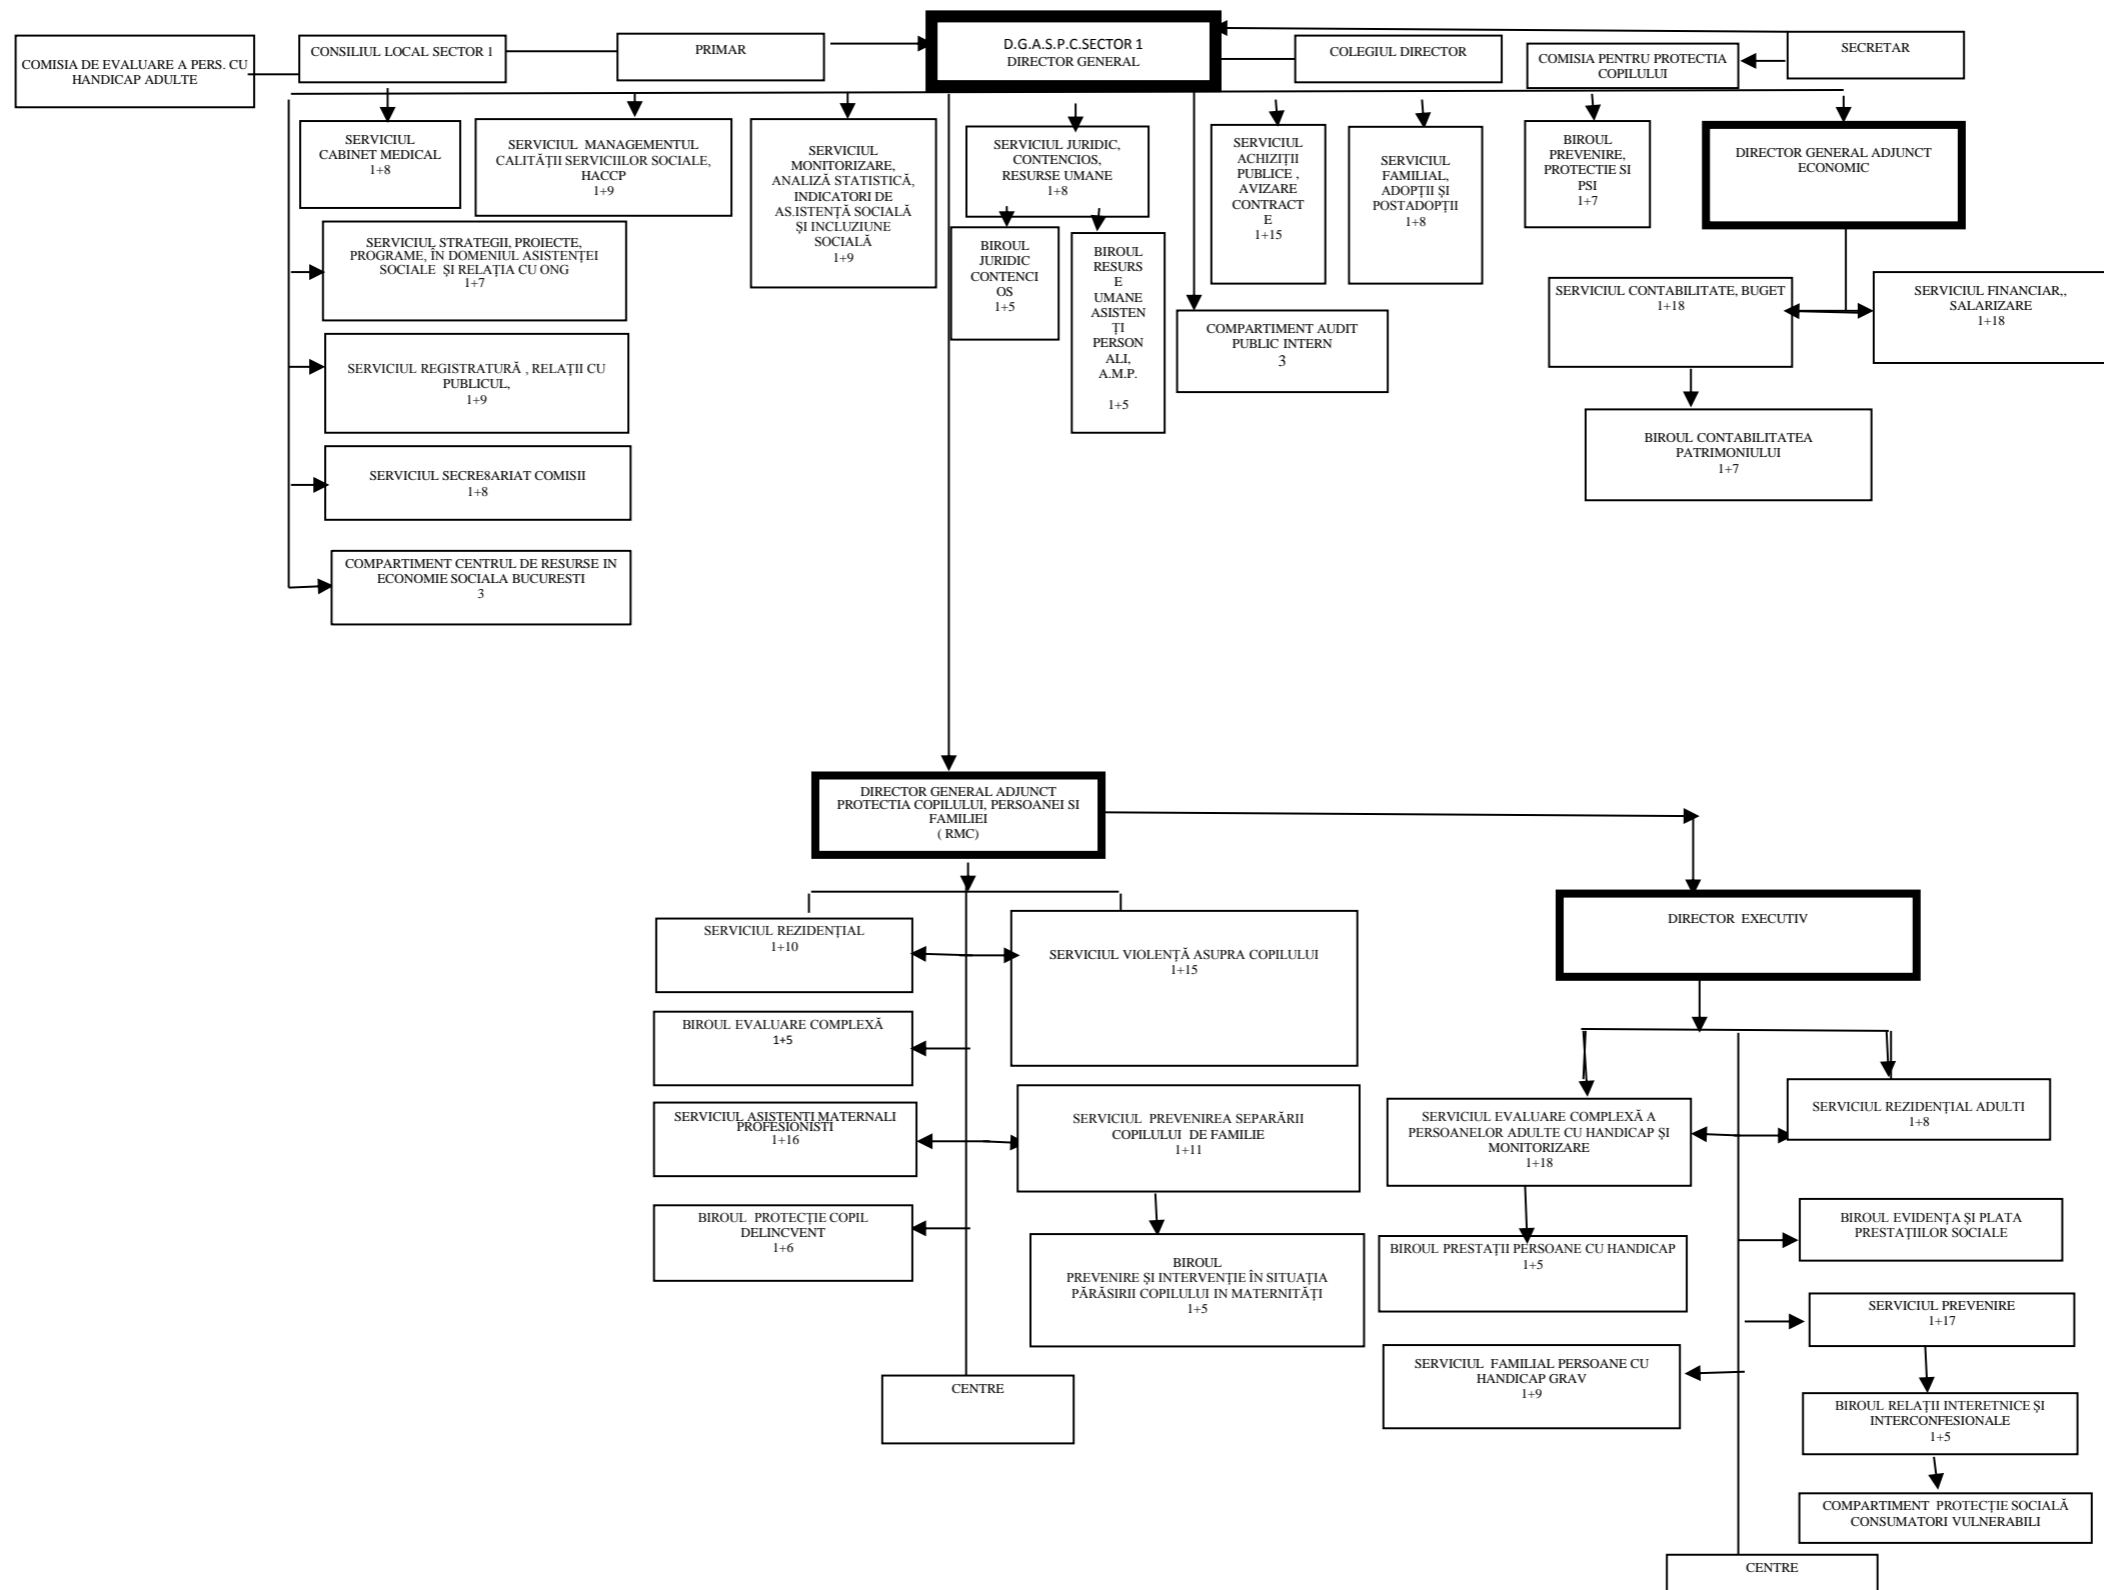 COMISIA DE EVALUARE A PERS. CU
HANDICAP ADULTE
CONSILIUL LOCAL SECTOR 1
PRIMAR
D.G.A.S.P.C.SECTOR 1
DIRECTOR GENERAL
COLEGIUL DIRECTOR
COMISIA PENTRU PROTECTIA
COPILULUI
SECRETAR
SERVICIUL
CABINET MEDICAL
1+8
SERVICIUL MANAGEMENTUL
CALITĂȚII SERVICIILOR SOCIALE,
HACCP
1+9
SERVICIUL
MONITORIZARE,
ANALIZĂ STATISTICĂ,
INDICATORI DE
AS.ISTENȚĂ SOCIALĂ
ȘI INCLUZIUNE
SOCIALĂ
1+9
SERVICIUL JURIDIC,
CONTENCIOS,
RESURSE UMANE
1+8
SERVICIUL
ACHIZIȚII
PUBLICE ,
AVIZARE
CONTRACT
E
1+15
SERVICIUL
FAMILIAL,
ADOPȚII ȘI
POSTADOPȚII
1+8
BIROUL
PREVENIRE,
PROTECTIE SI
PSI
1+7
DIRECTOR GENERAL ADJUNCT
ECONOMIC
SERVICIUL STRATEGII, PROIECTE,
PROGRAME, ÎN DOMENIUL ASISTENȚEI
SOCIALE ȘI RELAȚIA CU ONG
1+7
BIROUL
JURIDIC
CONTENCI
OS
1+5
BIROUL
RESURS
E
UMANE
ASISTEN
ȚI
PERSON
ALI,
A.M.P.
1+5
COMPARTIMENT AUDIT
PUBLIC INTERN
3
SERVICIUL CONTABILITATE, BUGET
1+18
SERVICIUL FINANCIAR,,
SALARIZARE
1+18
SERVICIUL REGISTRATURĂ , RELAȚII CU
PUBLICUL,
1+9
BIROUL CONTABILITATEA
PATRIMONIULUI
1+7
SERVICIUL SECRE8ARIAT COMISII
1+8
COMPARTIMENT CENTRUL DE RESURSE IN
ECONOMIE SOCIALA BUCURESTI
3
DIRECTOR GENERAL ADJUNCT
PROTECTIA COPILULUI, PERSOANEI SI
FAMILIEI
( RMC)
DIRECTOR EXECUTIV
SERVICIUL REZIDENȚIAL
1+10
SERVICIUL VIOLENȚĂ ASUPRA COPILULUI
1+15
BIROUL EVALUARE COMPLEXĂ
1+5
SERVICIUL ASISTENTI MATERNALI
PROFESIONISTI
1+16
SERVICIUL PREVENIREA SEPARĂRII
COPILULUI DE FAMILIE
1+11
BIROUL PROTECȚIE COPIL
DELINCVENT
1+6
BIROUL
PREVENIRE ȘI INTERVENȚIE ÎN SITUAȚIA
PĂRĂSIRII COPILULUI IN MATERNITĂȚI
1+5
CENTRE
SERVICIUL EVALUARE COMPLEXĂ A
PERSOANELOR ADULTE CU HANDICAP ȘI
MONITORIZARE
1+18
SERVICIUL REZIDENȚIAL ADULTI
1+8
BIROUL PRESTAȚII PERSOANE CU HANDICAP
1+5
BIROUL EVIDENȚA ȘI PLATA
PRESTAȚIILOR SOCIALE
SERVICIUL PREVENIRE
1+17
SERVICIUL FAMILIAL PERSOANE CU
HANDICAP GRAV
1+9
BIROUL RELAȚII INTERETNICE ȘI
INTERCONFESIONALE
1+5
COMPARTIMENT PROTECȚIE SOCIALĂ
CONSUMATORI VULNERABILI
CENTRE